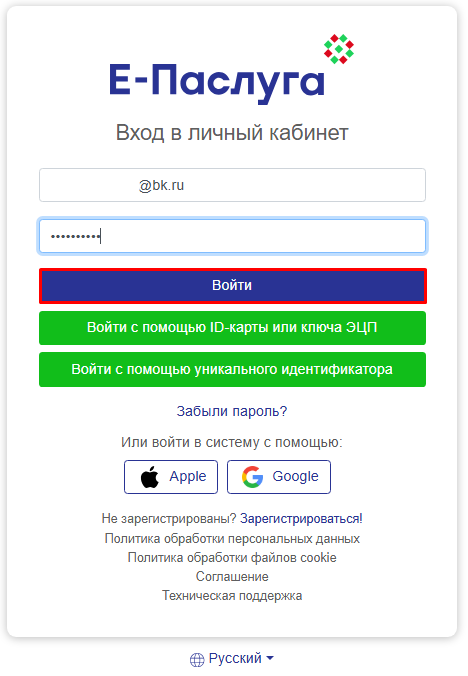 Е-Паслуга
Вход в личный кабинет
@bk.ru
••••••••••
Войти
Войти с помощью ID-карты или ключа ЭЦП
Войти с помощью уникального идентификатора
Забыли пароль?
Или войти в систему с помощью:
Apple
Google
Не зарегистрированы? Зарегистрироваться!
Политика обработки персональных данных
Политика обработки файлов cookie
Соглашение
Техническая поддержка
Русский